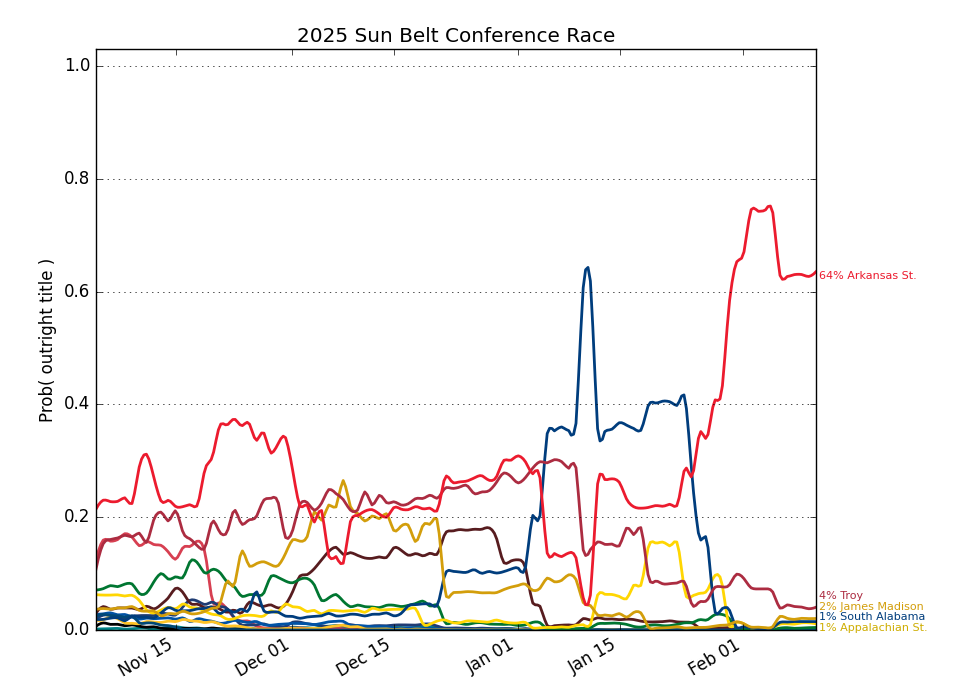 2025 Sun Belt Conference Race
Prob( outright title )
1.0
0.8
0.6
0.4
0.2
0.0
Nov 15
Dec 01
Dec 15
Jan 01
Jan 15
Feb 01
64% Arkansas St.
4% Troy
2% James Madison
1% South Alabama
1% Appalachian St.